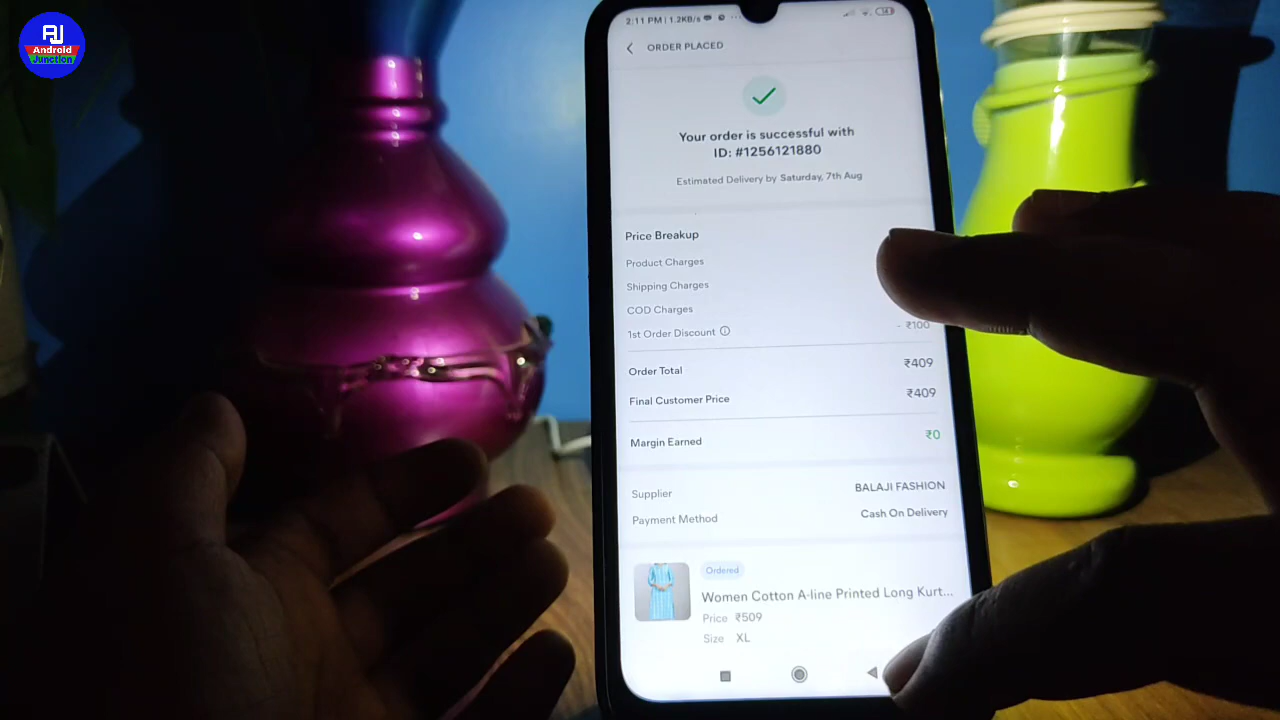 AJ
Android
Junction
2:11 PM | 1.2KB/s
ORDER PLACED
Your order is successful with
ID: #1256121880
Estimated Delivery by Saturday, 7th Aug
Price Breakup
Product Charges
Shipping Charges
COD Charges
1st Order Discount - ₹100
Order Total ₹409
Final Customer Price ₹409
Margin Earned ₹0
Supplier BALAJI FASHION
Payment Method Cash On Delivery
Ordered
Women Cotton A-line Printed Long Kurt...
Price ₹509
Size XL